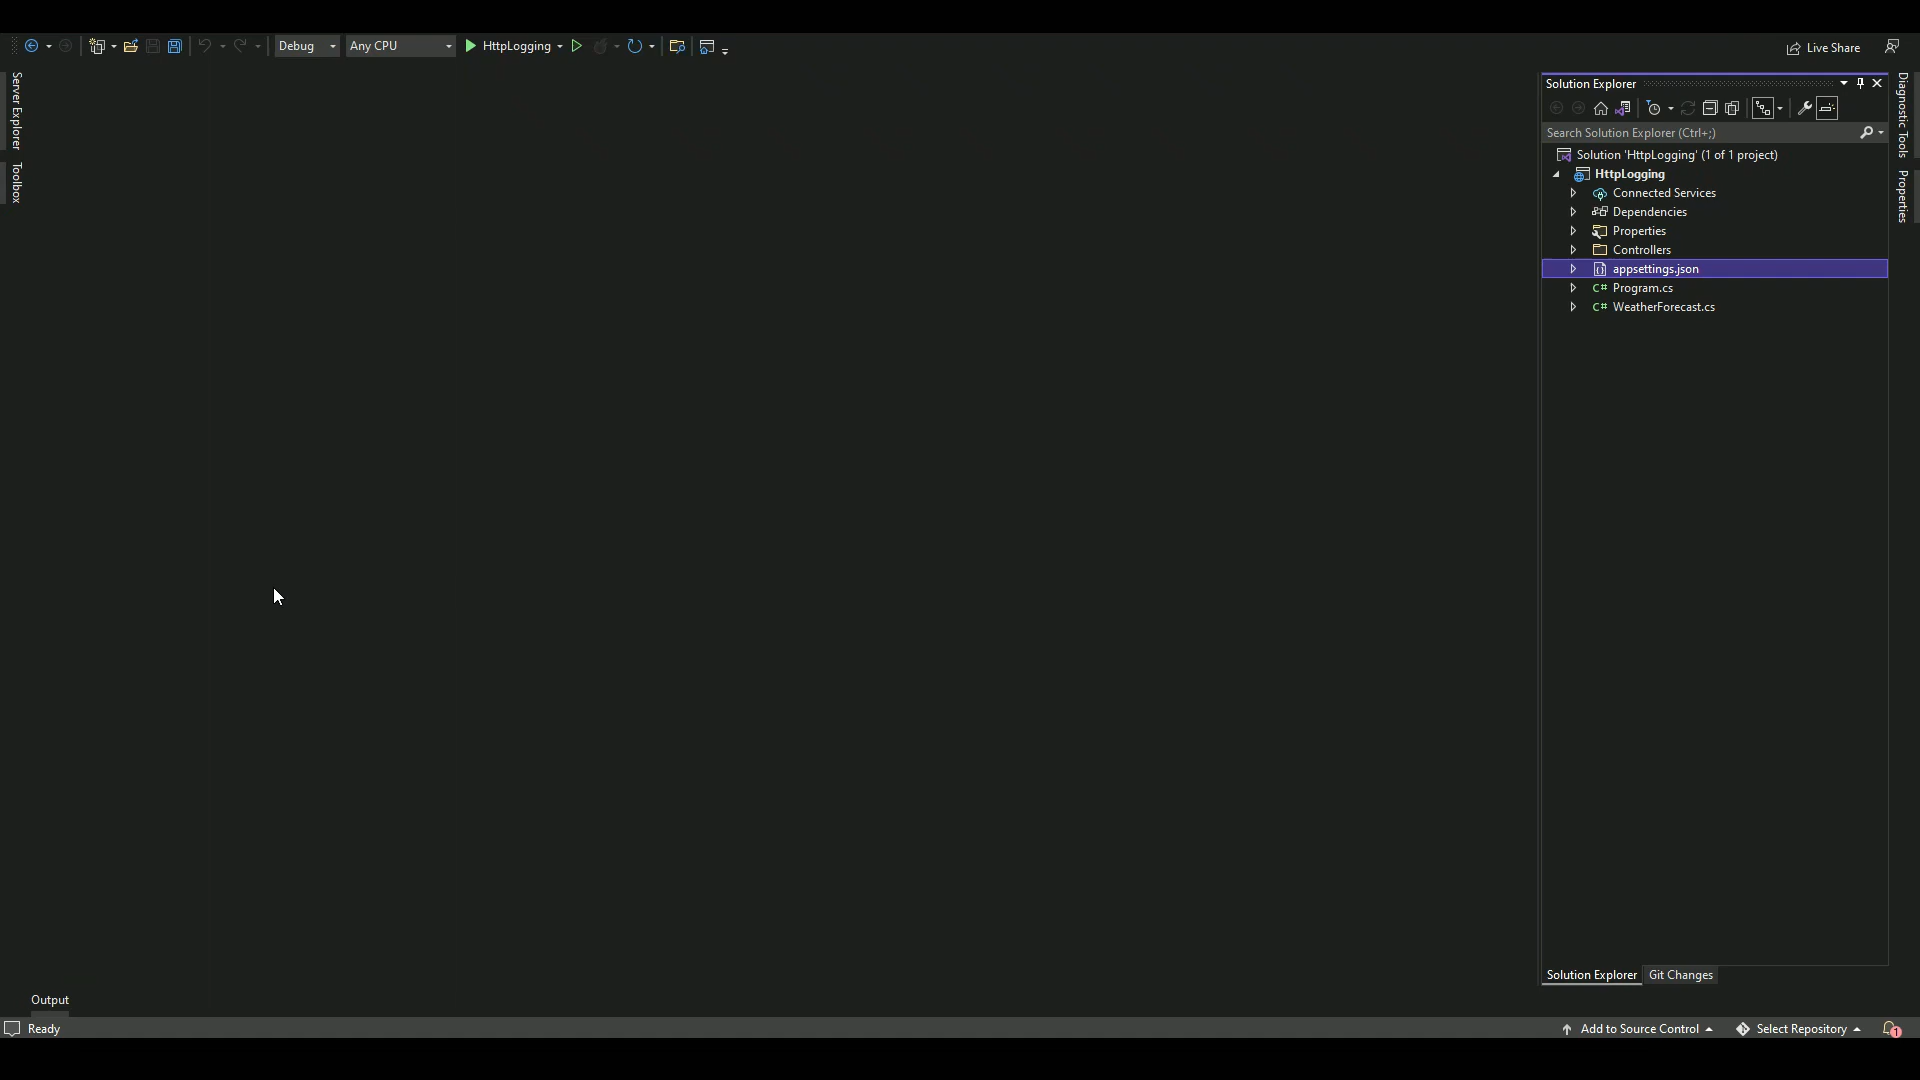 Debug
Any CPU
HttpLogging
Live Share
Server Explorer
Toolbox
Solution Explorer
Search Solution Explorer (Ctrl+;)
Solution 'HttpLogging' (1 of 1 project)
HttpLogging
Connected Services
Dependencies
Properties
Controllers
appsettings.json
C# Program.cs
C# WeatherForecast.cs
Diagnostic Tools
Properties
Solution Explorer
Git Changes
Output
Ready
Add to Source Control
Select Repository
1